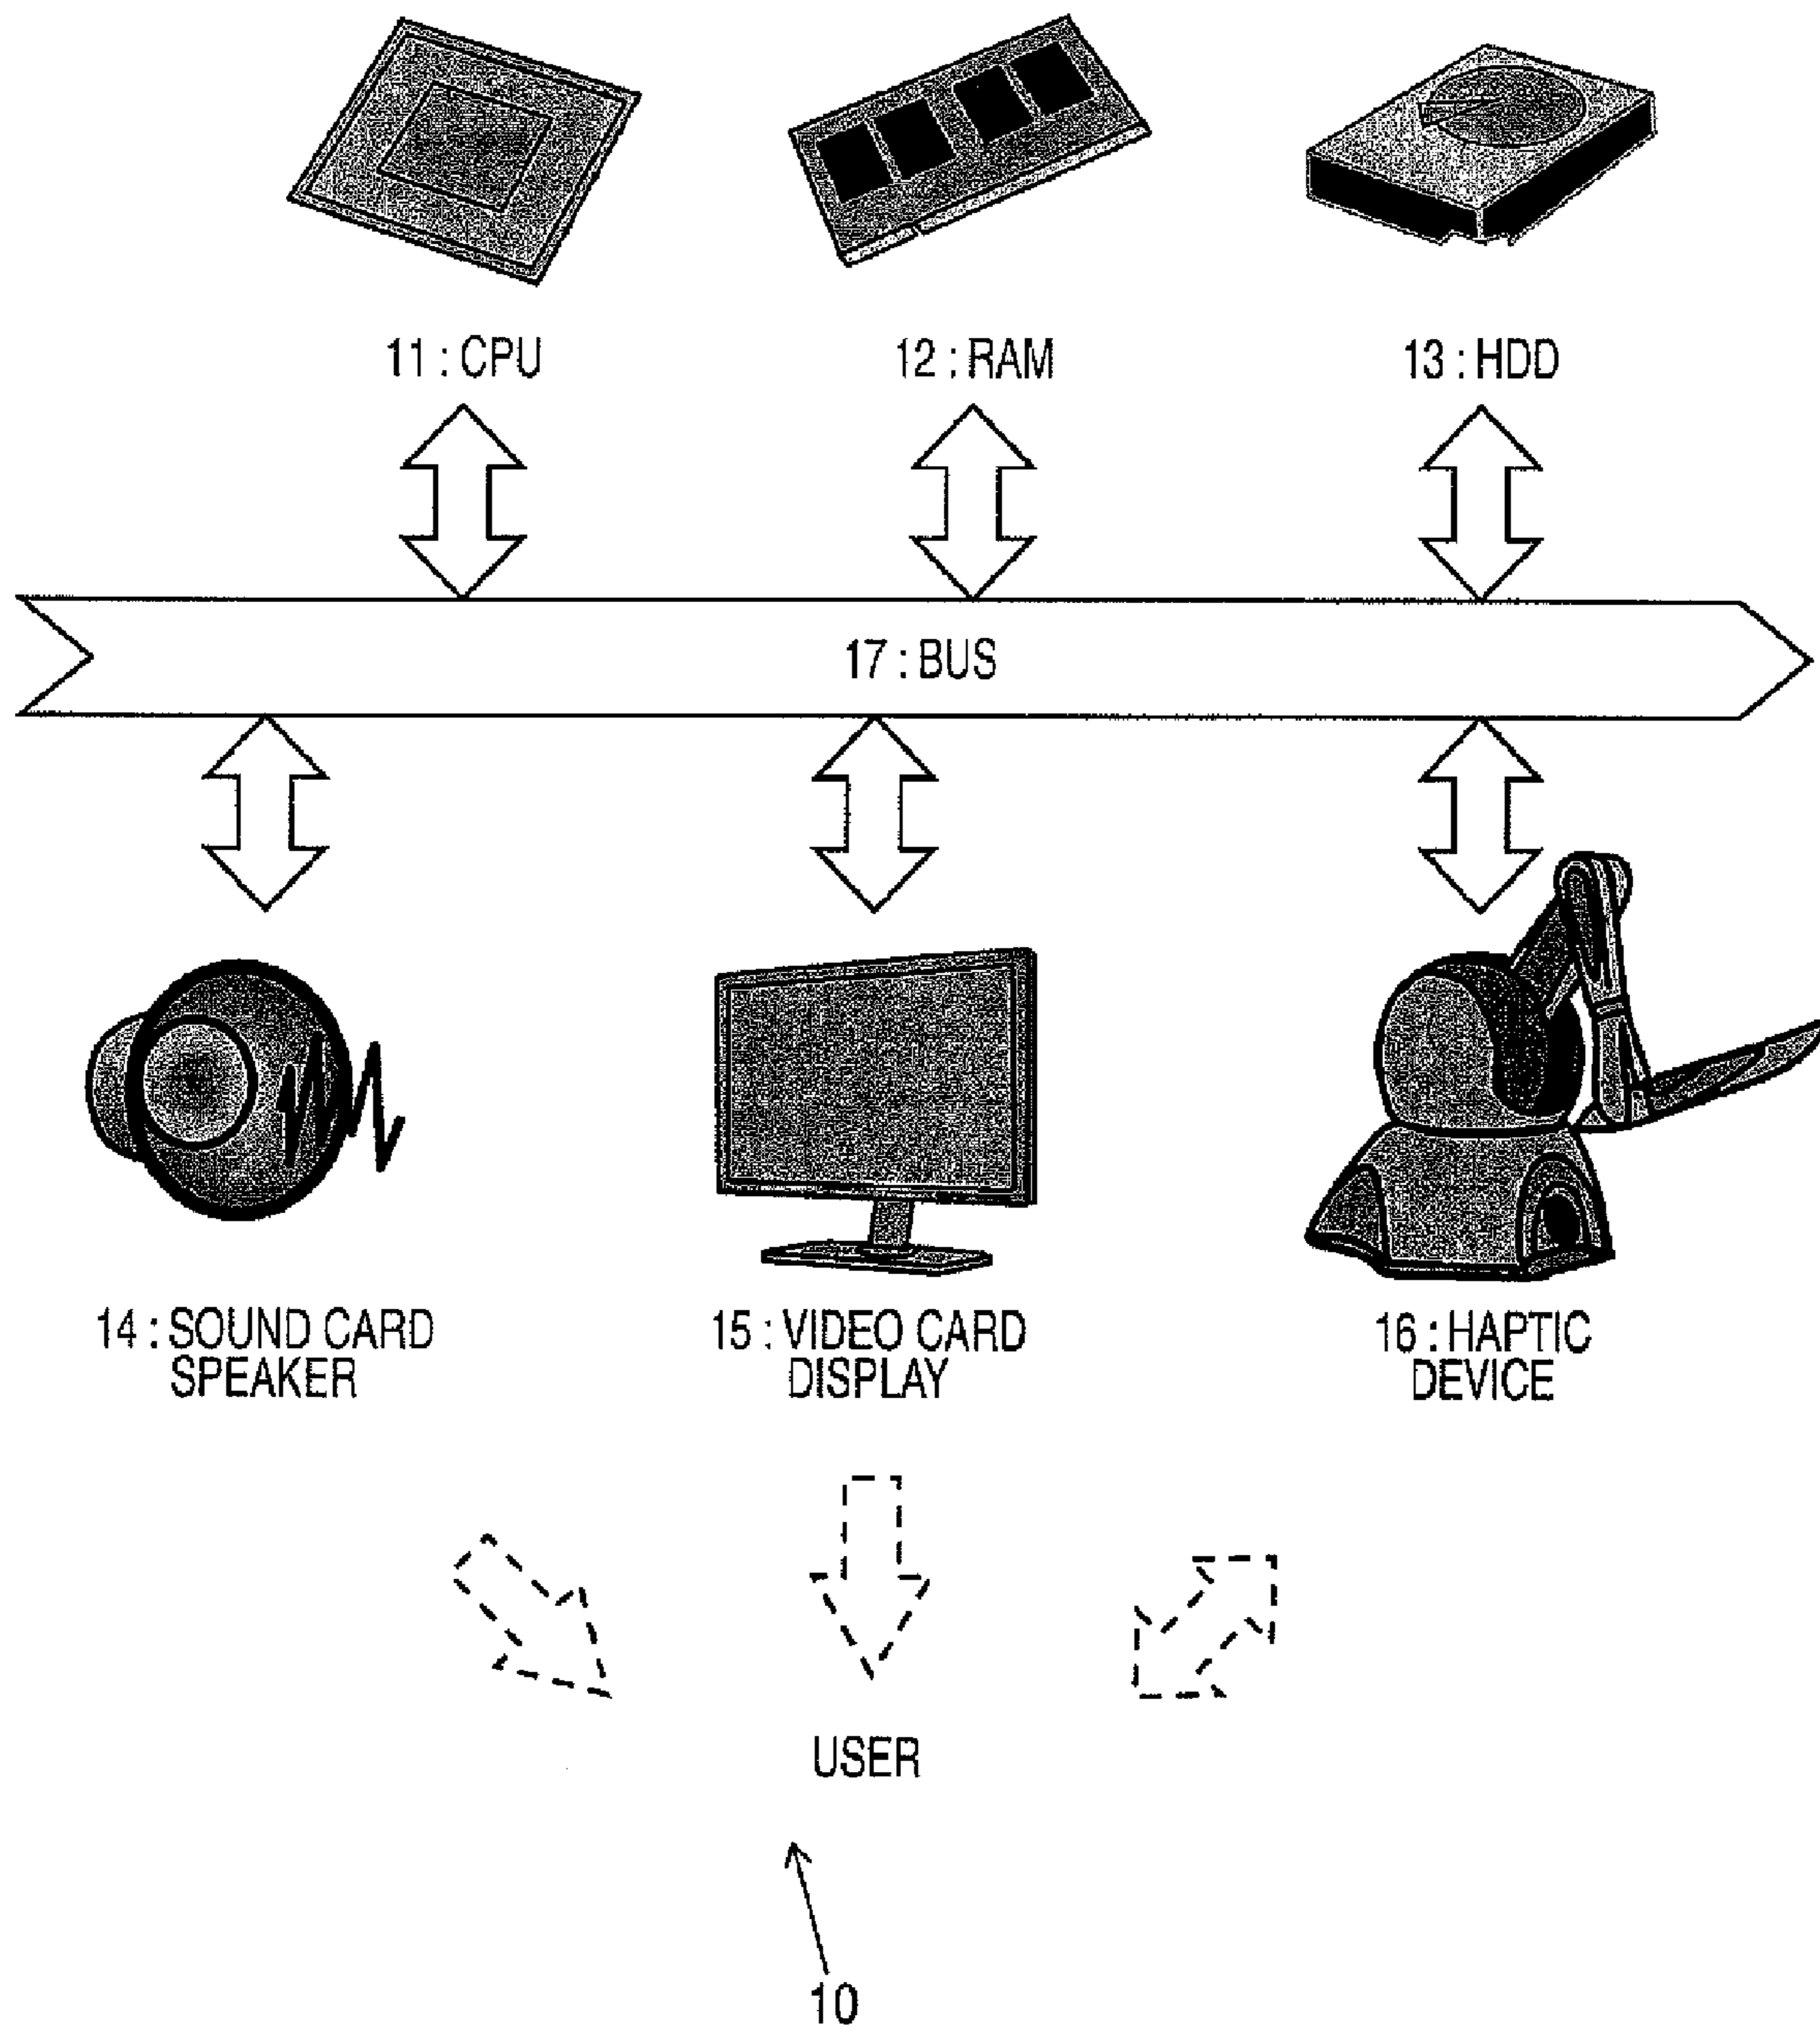 11 : CPU
12 : RAM
13 : HDD
17 : BUS
14 : SOUND CARD
SPEAKER
15 : VIDEO CARD
DISPLAY
16 : HAPTIC
DEVICE
USER
10